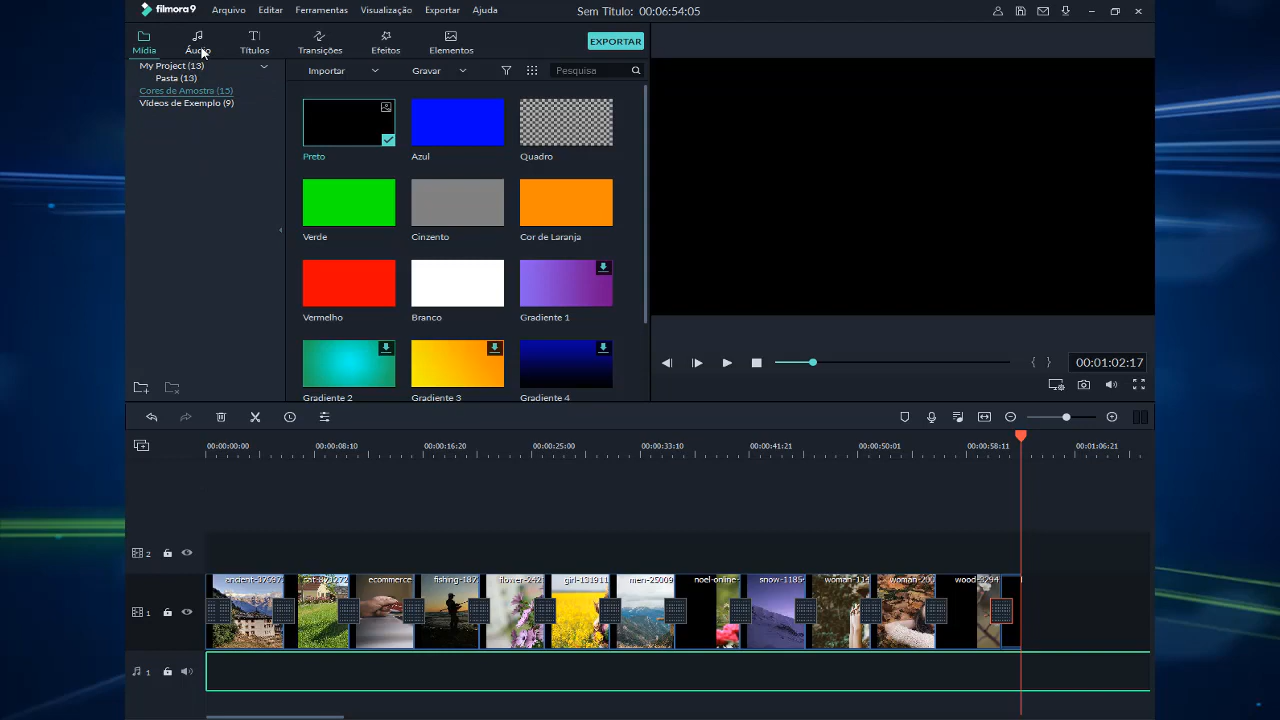 filmora 9
Arquivo Editar Ferramentas Visualização Exportar Ajuda
Sem Título: 00:06:54:05
Mídia Áudio Títulos Transições Efeitos Elementos
EXPORTAR
My Project (13)
Pasta (13)
Cores de Amostra (15)
Vídeos de Exemplo (9)
Importar Gravar Pesquisa
Preto Azul Quadro
Verde Cinzento Cor de Laranja
Vermelho Branco Gradiente 1
Gradiente 2 Gradiente 3 Gradiente 4
00:01:02:17
00:00:00:00 00:00:08:10 00:00:16:20 00:00:25:00 00:00:33:10 00:00:41:21 00:00:50:01 00:00:58:11 00:01:06:21
2
ecommerce fishing-187 flower-242 girl-131911 men-25009 noel-online- snow-1185 woman-114 woman-200 wood-3294
1
1